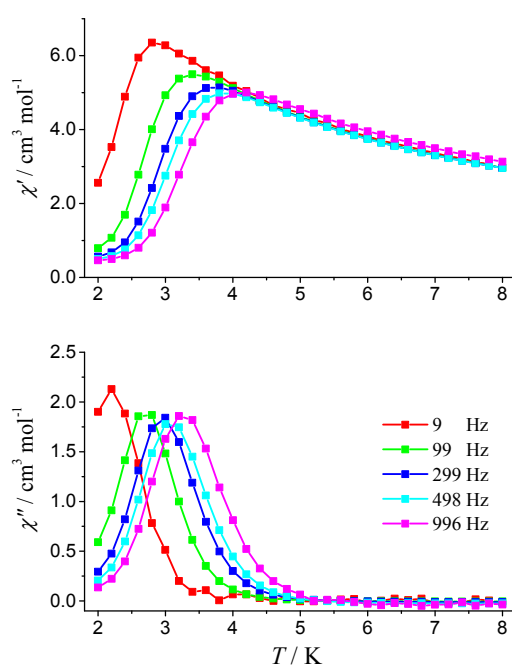 χ′ / cm³ mol⁻¹
6.0
4.0
2.0
0.0
2 3 4 5 6 7 8
χ″ / cm³ mol⁻¹
2.5
2.0
1.5
1.0
0.5
0.0
9 Hz
99 Hz
299 Hz
498 Hz
996 Hz
2 3 4 5 6 7 8
T / K